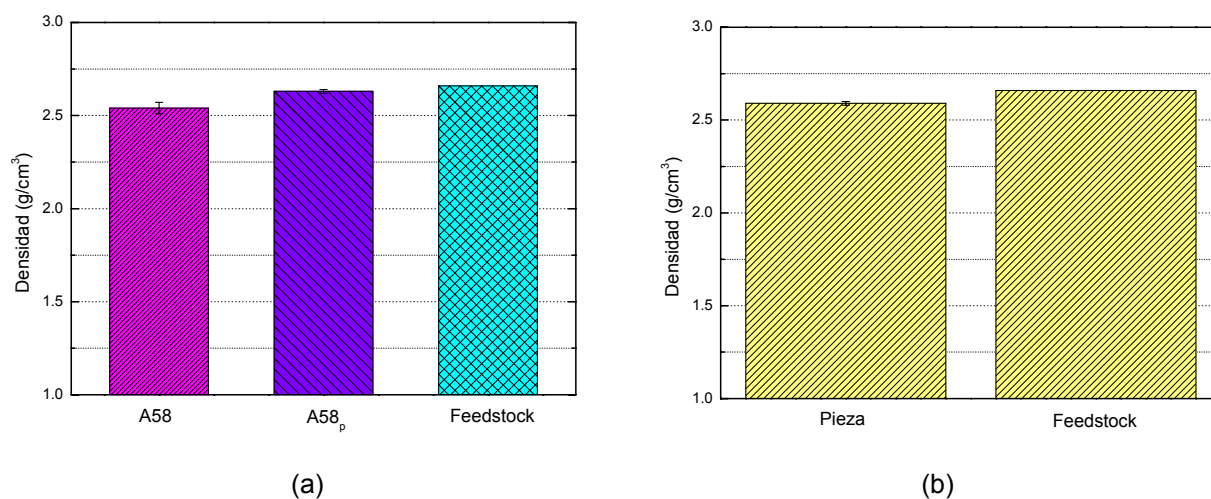 3.0
2.5
2.0
1.5
1.0
Densidad (g/cm³)
A58
A58ₚ
Feedstock
(a)
3.0
2.5
2.0
1.5
1.0
Densidad (g/cm³)
Pieza
Feedstock
(b)